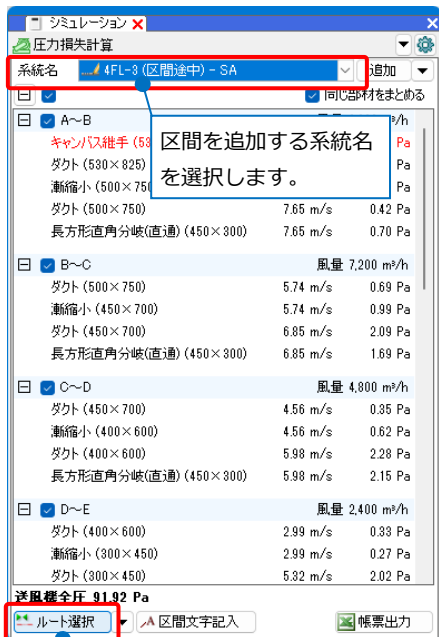 シミュレーション
圧力損失計算
系統名 4FL-3 (区間途中) - SA 追加
同じ部材をまとめる
A～B /h
キャンバス継手 (53 Pa
区間を追加する系統名
を選択します。
ダクト (530×825) Pa
漸縮小 (500×750 Pa
ダクト (500×750) 7.65 m/s 0.42 Pa
長方形直角分岐(直通) (450×300) 7.65 m/s 0.70 Pa
B～C 風量 7,200 m³/h
ダクト (500×750) 5.74 m/s 0.69 Pa
漸縮小 (450×700) 5.74 m/s 0.99 Pa
ダクト (450×700) 6.85 m/s 2.09 Pa
長方形直角分岐(直通) (450×300) 6.85 m/s 1.69 Pa
C～D 風量 4,800 m³/h
ダクト (450×700) 4.56 m/s 0.35 Pa
漸縮小 (400×600) 4.56 m/s 0.62 Pa
ダクト (400×600) 5.98 m/s 2.28 Pa
長方形直角分岐(直通) (450×300) 5.98 m/s 2.15 Pa
D～E 風量 2,400 m³/h
ダクト (400×600) 2.99 m/s 0.33 Pa
漸縮小 (300×450) 2.99 m/s 0.27 Pa
ダクト (300×450) 5.32 m/s 2.02 Pa
送風機全圧 91.92 Pa
ルート選択 区間文字記入 帳票出力